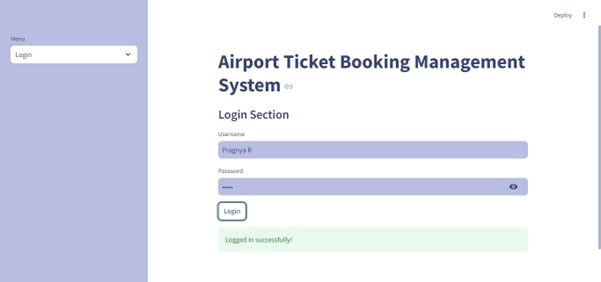 Deploy
Menu
Login
Airport Ticket Booking Management
System
Login Section
Username
Pragnya R
Password
•••••
Login
Logged in successfully!